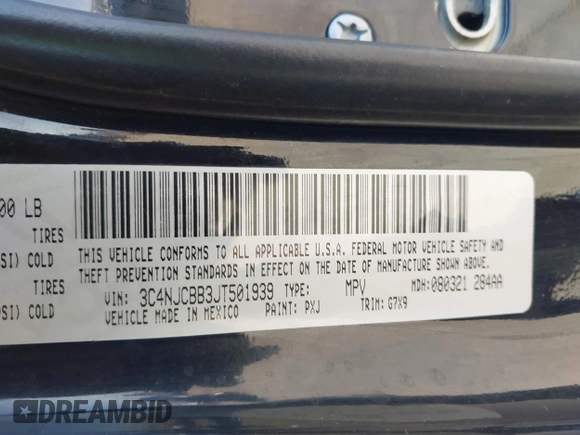 00 LB
TIRES
SI) COLD
TIRES
PSI) COLD
THIS VEHICLE CONFORMS TO ALL APPLICABLE U.S.A. FEDERAL MOTOR VEHICLE SAFETY AND
THEFT PREVENTION STANDARDS IN EFFECT ON THE DATE OF MANUFACTURE SHOWN ABOVE.
VIN: 3C4NJCBB3JT501939 TYPE: MPV MDH: 080321 284AA
VEHICLE MADE IN MEXICO PAINT: PXJ TRIM: G7X9
DREAMBID